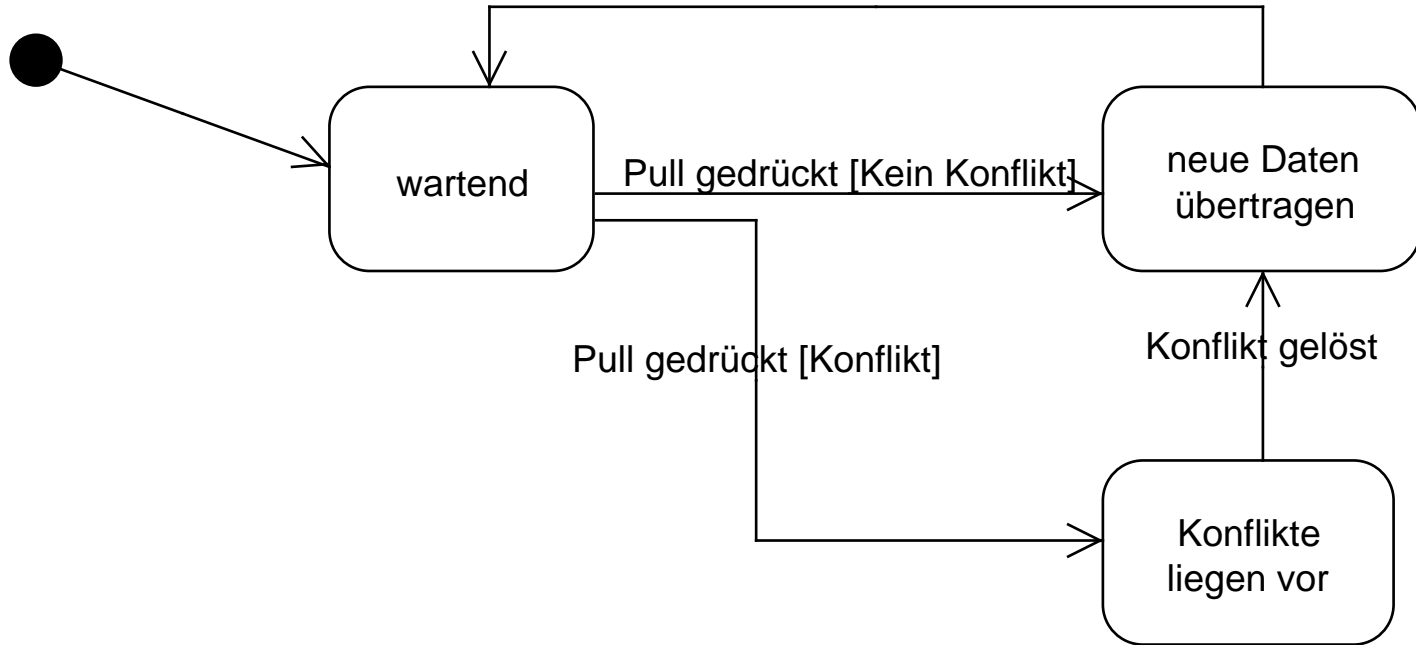 wartend
Pull gedrückt [Kein Konflikt]
neue Daten
übertragen
Pull gedrückt [Konflikt]
Konflikt gelöst
Konflikte
liegen vor